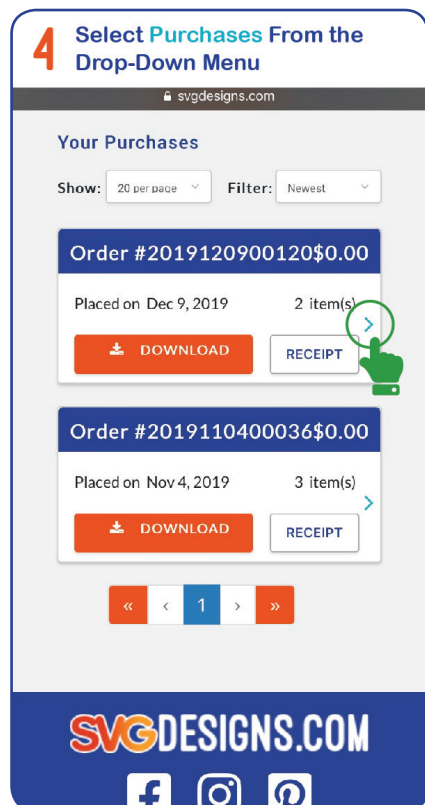 4 Select Purchases From the
Drop-Down Menu
svgdesigns.com
Your Purchases
Show: 20 per page Filter: Newest
Order #2019120900120$0.00
Placed on Dec 9, 2019 2 item(s)
DOWNLOAD RECEIPT
Order #2019110400036$0.00
Placed on Nov 4, 2019 3 item(s)
DOWNLOAD RECEIPT
« ‹ 1 › »
SVGDESIGNS.COM